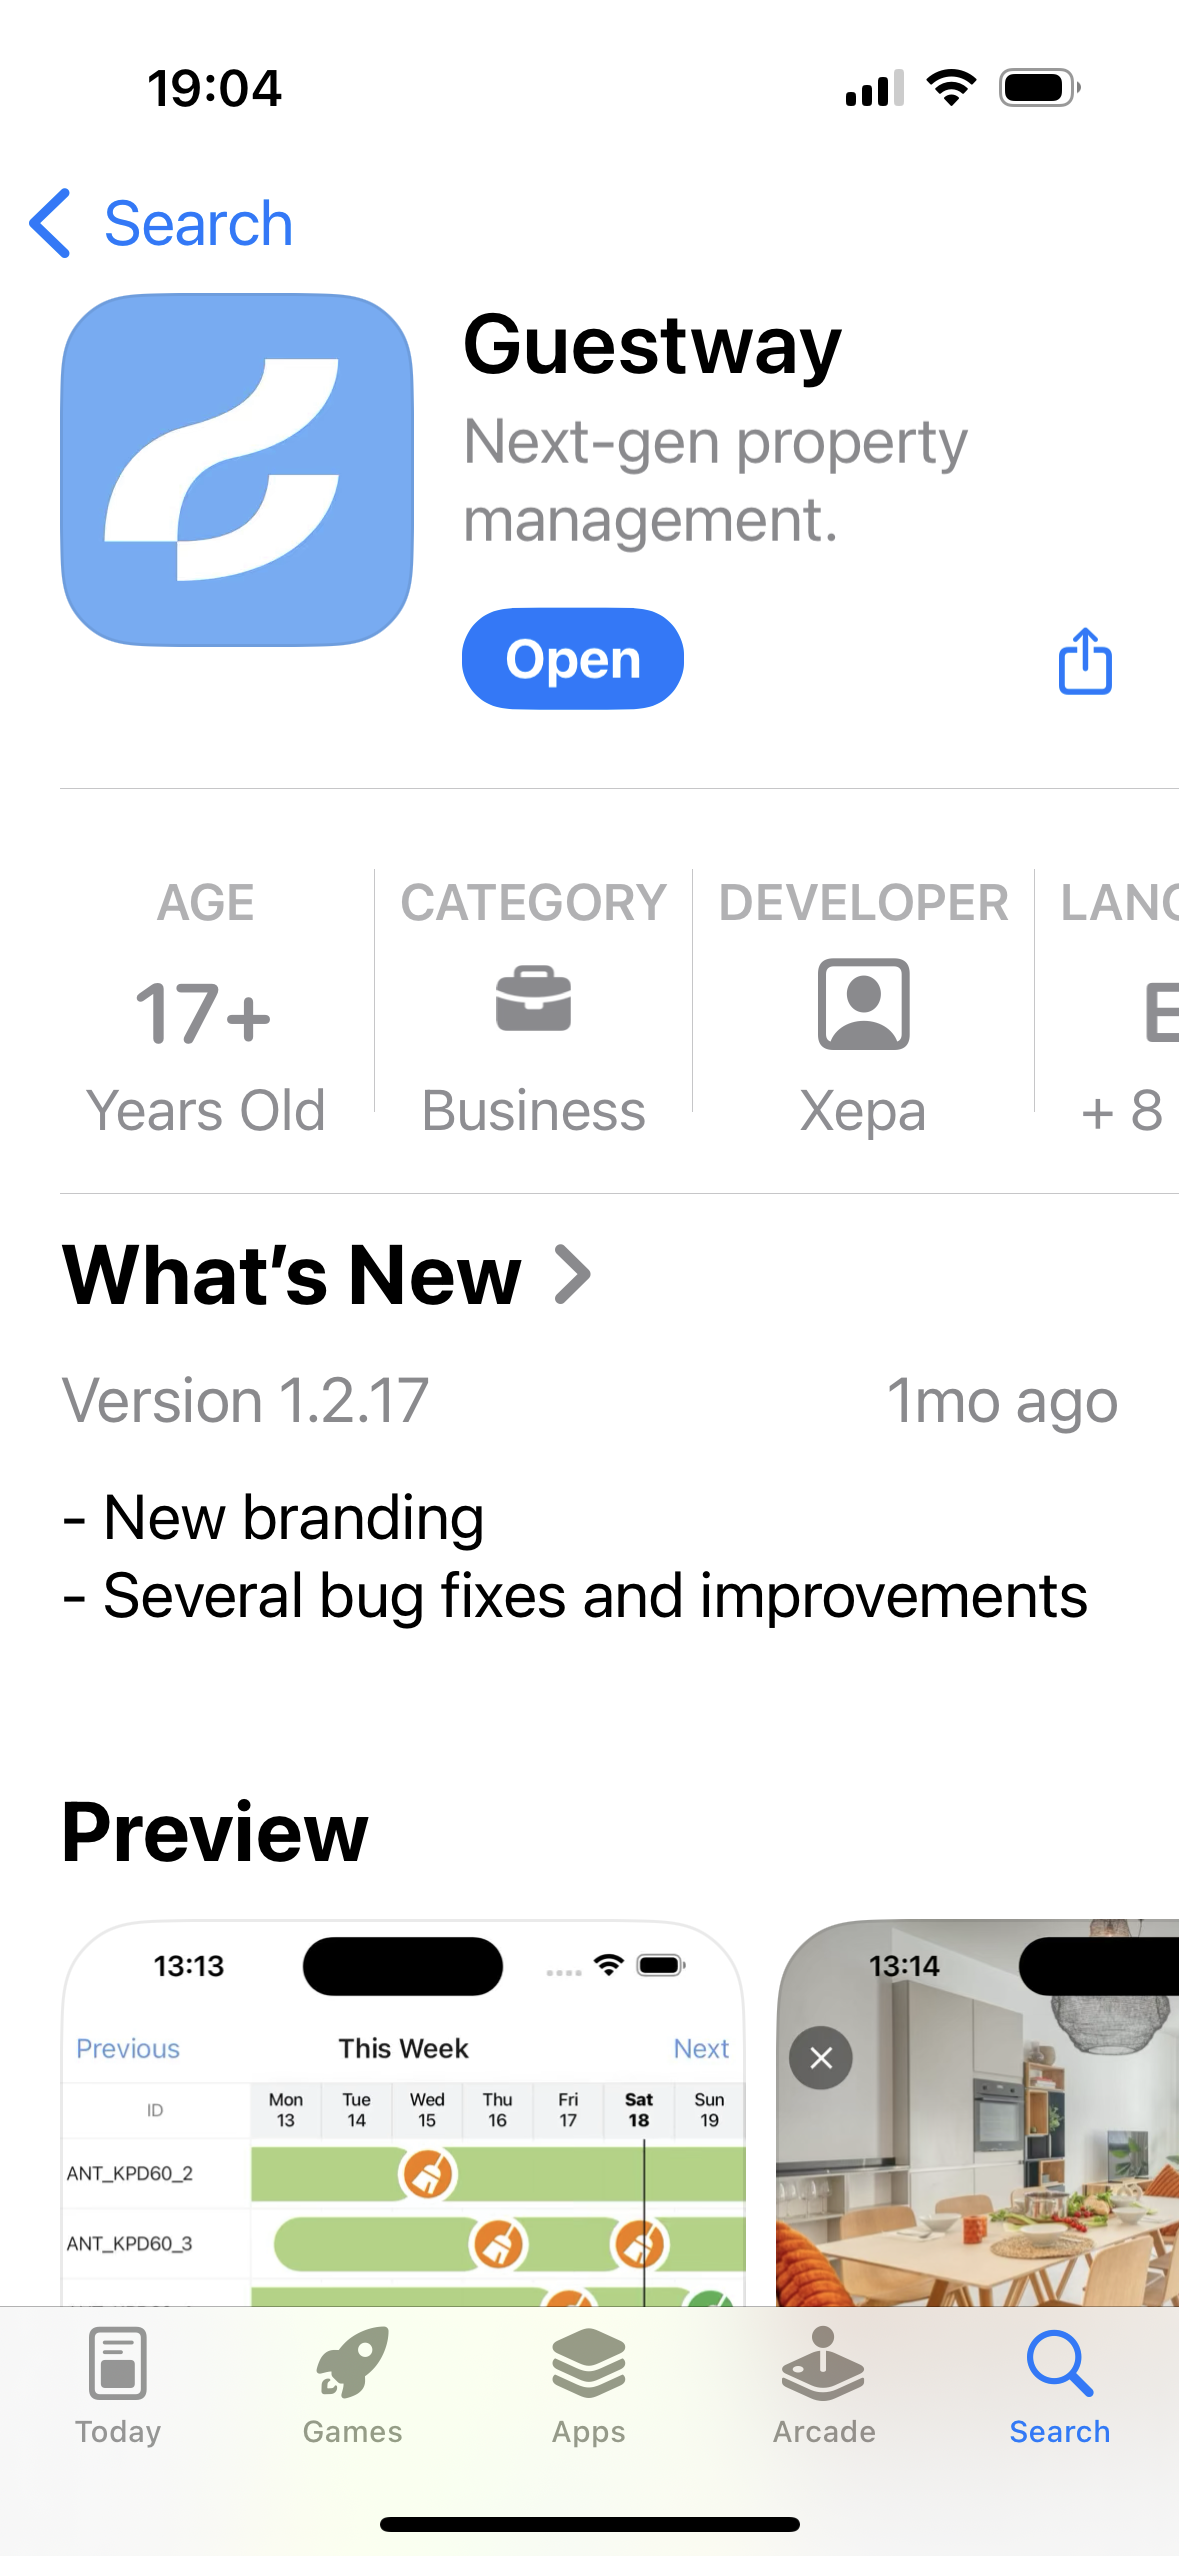 19:04
Search
Guestway
Next-gen property
management.
Open
AGE
CATEGORY
DEVELOPER
17+
Years Old
Business
Xepa
+ 8
What’s New
Version 1.2.17
1mo ago
- New branding
- Several bug fixes and improvements
Preview
13:13
Previous
This Week
Next
ID
Mon
13
Tue
14
Wed
15
Thu
16
Fri
17
Sat
18
Sun
19
ANT_KPD60_2
ANT_KPD60_3
13:14
Today
Games
Apps
Arcade
Search